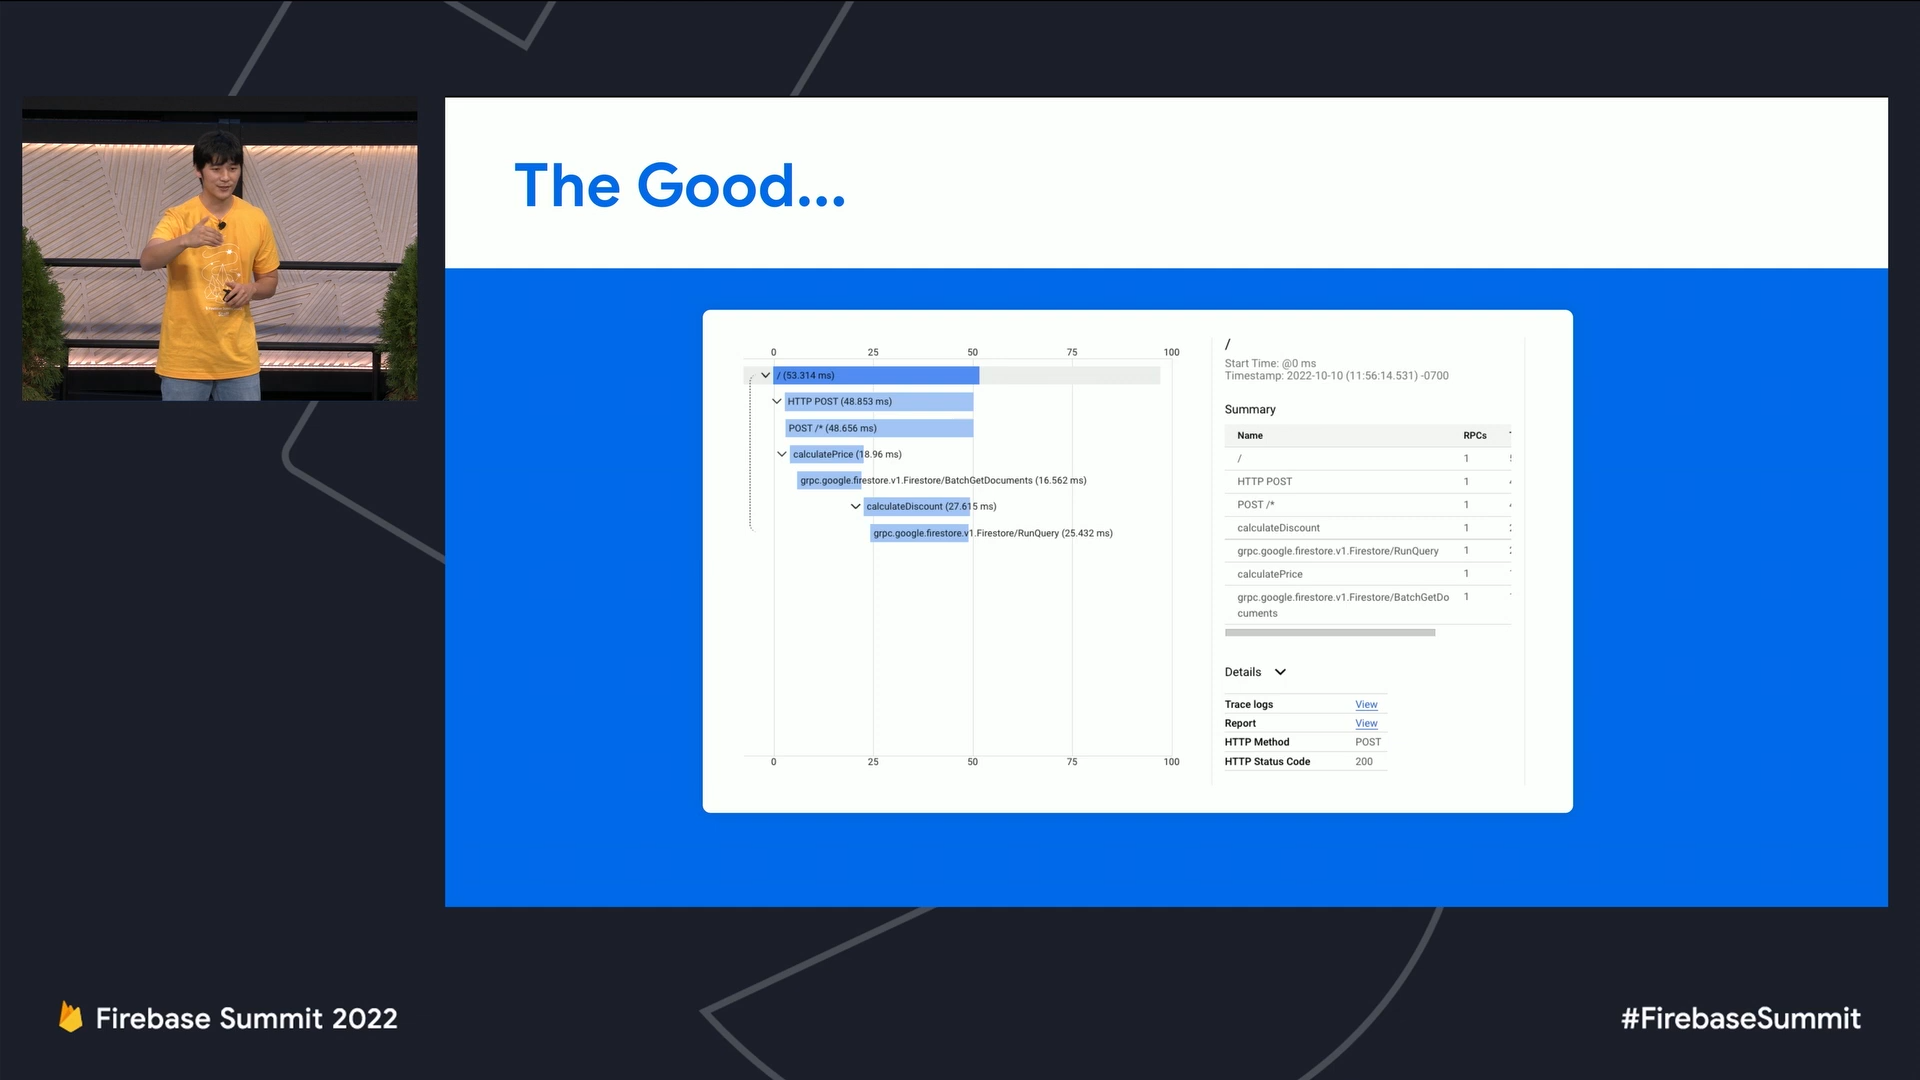 The Good...
0 25 50 75 100
/ (53.314 ms)
HTTP POST (48.853 ms)
POST /* (48.656 ms)
calculatePrice (18.96 ms)
grpc.google.firestore.v1.Firestore/BatchGetDocuments (16.562 ms)
calculateDiscount (27.615 ms)
grpc.google.firestore.v1.Firestore/RunQuery (25.432 ms)
0 25 50 75 100
/
Start Time: @0 ms
Timestamp: 2022-10-10 (11:56:14.531) -0700
Summary
Name RPCs
/ 1
HTTP POST 1
POST /* 1
calculateDiscount 1
grpc.google.firestore.v1.Firestore/RunQuery 1
calculatePrice 1
grpc.google.firestore.v1.Firestore/BatchGetDo 1
cuments
Details
Trace logs View
Report View
HTTP Method POST
HTTP Status Code 200
Firebase Summit 2022
#FirebaseSummit